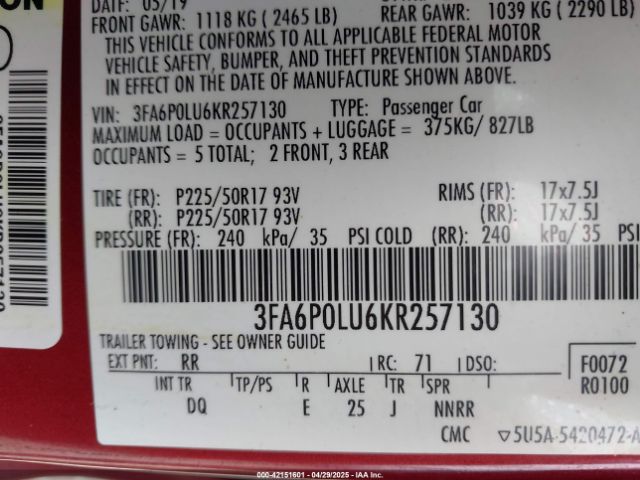 05/19
FRONT GAWR: 1118 KG (2465 LB) REAR GAWR: 1039 KG (2290 LB)
THIS VEHICLE CONFORMS TO ALL APPLICABLE FEDERAL MOTOR
VEHICLE SAFETY, BUMPER, AND THEFT PREVENTION STANDARDS
IN EFFECT ON THE DATE OF MANUFACTURE SHOWN ABOVE.
VIN: 3FA6P0LU6KR257130 TYPE: Passenger Car
MAXIMUM LOAD = OCCUPANTS + LUGGAGE = 375KG/ 827LB
OCCUPANTS = 5 TOTAL; 2 FRONT, 3 REAR
TIRE (FR): P225/50R17 93V RIMS (FR): 17x7.5J
(RR): P225/50R17 93V (RR): 17x7.5J
PRESSURE (FR): 240 kPa/ 35 PSI COLD (RR): 240 kPa/ 35 PSI
3FA6P0LU6KR257130
TRAILER TOWING - SEE OWNER GUIDE
EXT PNT: RR RC: 71 DSO: F0072
INT TR TP/PS R AXLE TR SPR R0100
DQ E 25 J NNRR
CMC ▽5U5A-5420472-A
000-42151601 - 04/29/2025 - IAAI.COM